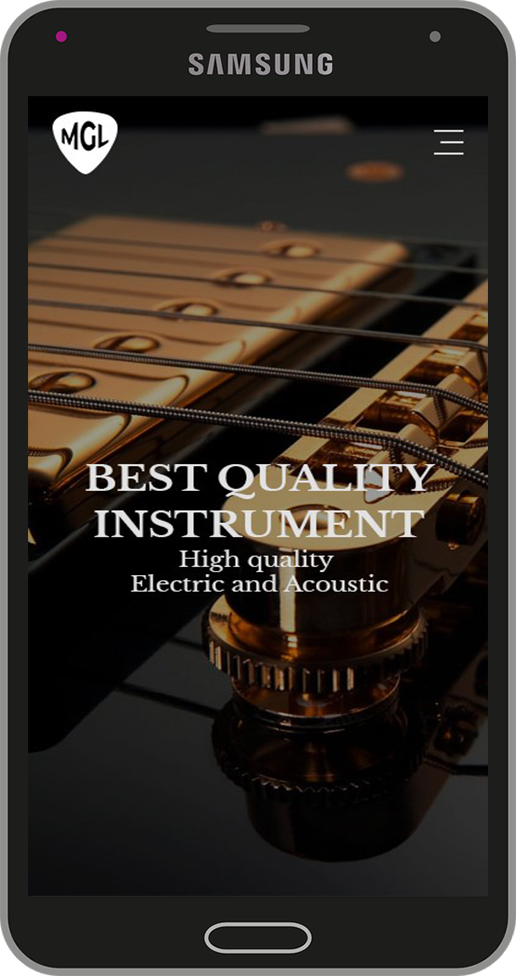 SAMSUNG
MGL
BEST QUALITY
INSTRUMENT
High quality
Electric and Acoustic